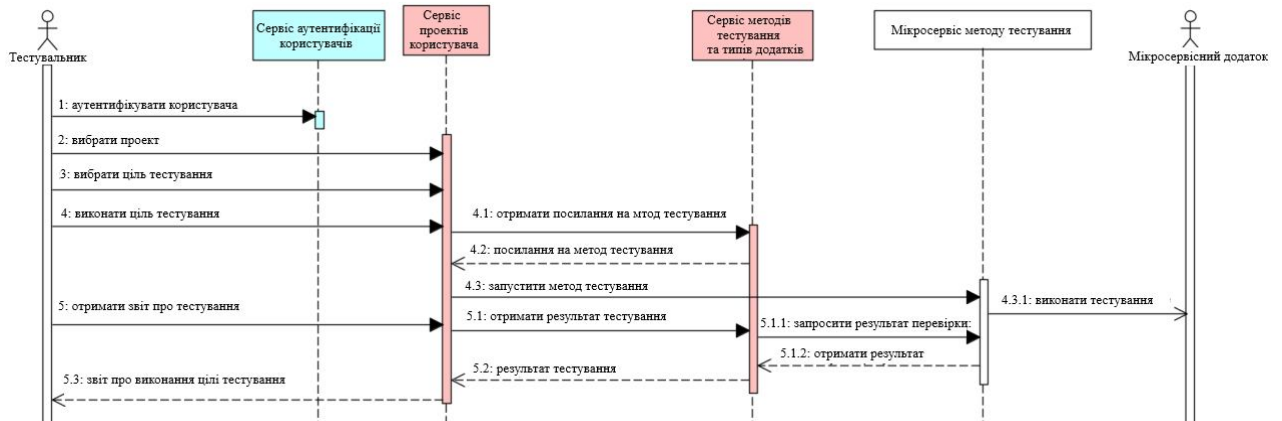 Тестувальник
Сервіс аутентифікації
користувачів
Сервіс
проектів
користувача
Сервіс методів
тестування
та типів додатків
Мікросервіс методу тестування
Мікросервісний додаток
1: аутентифікувати користувача
2: вибрати проект
3: вибрати ціль тестування
4: виконати ціль тестування
4.1: отримати посилання на мтод тестування
4.2: посилання на метод тестування
4.3: запустити метод тестування
4.3.1: виконати тестування
5: отримати звіт про тестування
5.1: отримати результат тестування
5.1.1: запросити результат перевірки:
5.1.2: отримати результат
5.2: результат тестування
5.3: звіт про виконання цілі тестування